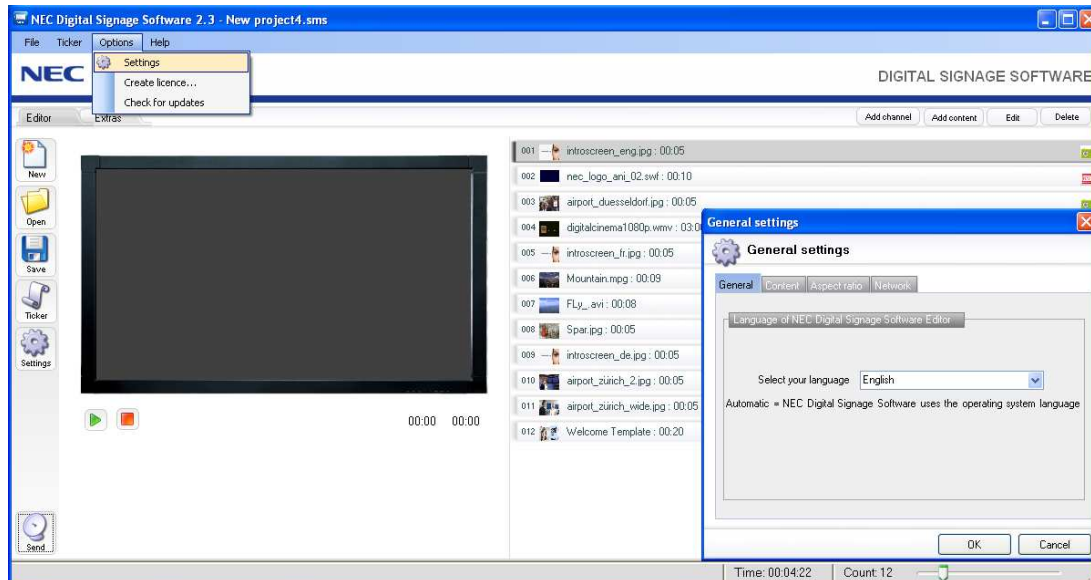 NEC Digital Signage Software 2.3 - New project4.sms
File Ticker Options Help
Settings
Create licence...
Check for updates
NEC
DIGITAL SIGNAGE SOFTWARE
Editor Extras
Add channel Add content Edit Delete
New
Open
Save
Ticker
Settings
Send
00:00 00:00
001 introscreen_eng.jpg : 00:05
002 nec_logo_ani_02.swf : 00:10
003 airport_duesseldorf.jpg : 00:05
004 digitalcinema1080p.wmv : 03:0
005 introscreen_fr.jpg : 00:05
006 Mountain.mpg : 00:09
007 FLy_.avi : 00:08
008 Spar.jpg : 00:05
009 introscreen_de.jpg : 00:05
010 airport_zürich_2.jpg : 00:05
011 airport_zürich_wide.jpg : 00:05
012 Welcome Template : 00:20
General settings
General settings
General Content Aspect ratio Network
Language of NEC Digital Signage Software Editor
Select your language English
Automatic = NEC Digital Signage Software uses the operating system language
OK Cancel
Time: 00:04:22 Count: 12